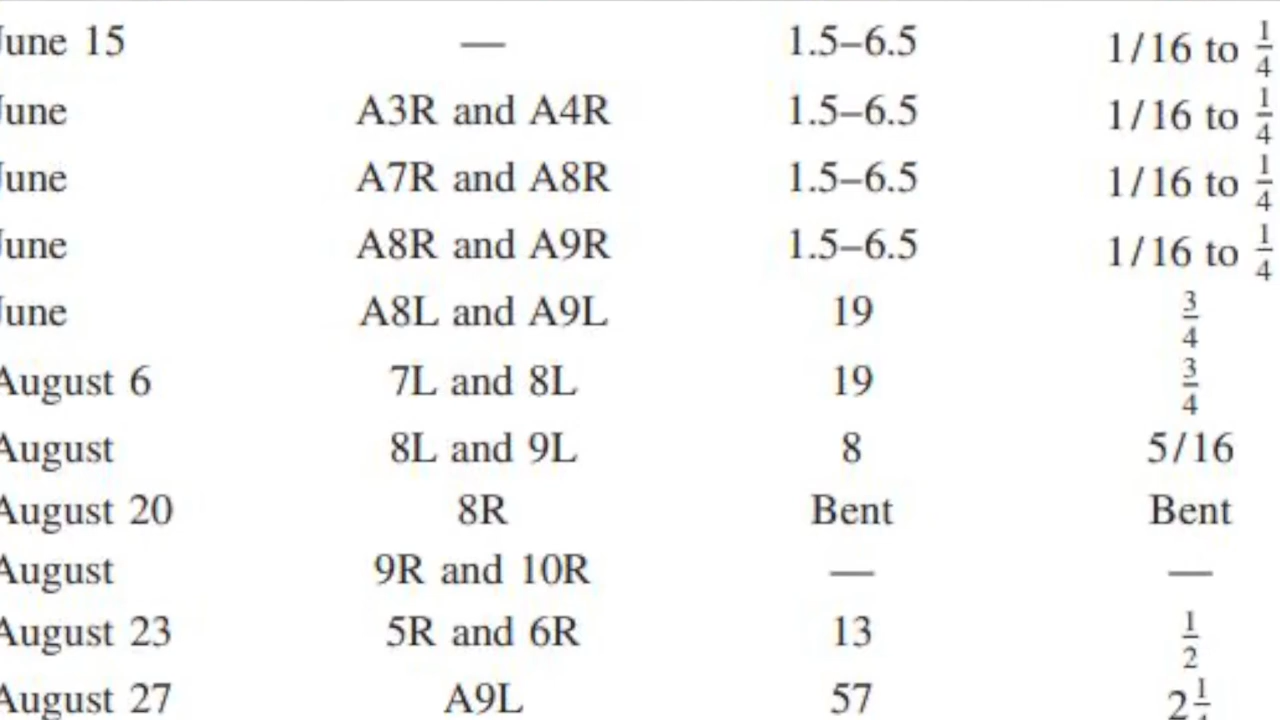 June 15 — 1.5–6.5 1/16 to 1/4
June A3R and A4R 1.5–6.5 1/16 to 1/4
June A7R and A8R 1.5–6.5 1/16 to 1/4
June A8R and A9R 1.5–6.5 1/16 to 1/4
June A8L and A9L 19 3/4
August 6 7L and 8L 19 3/4
August 8L and 9L 8 5/16
August 20 8R Bent Bent
August 9R and 10R — —
August 23 5R and 6R 13 1/2
August 27 A9L 57